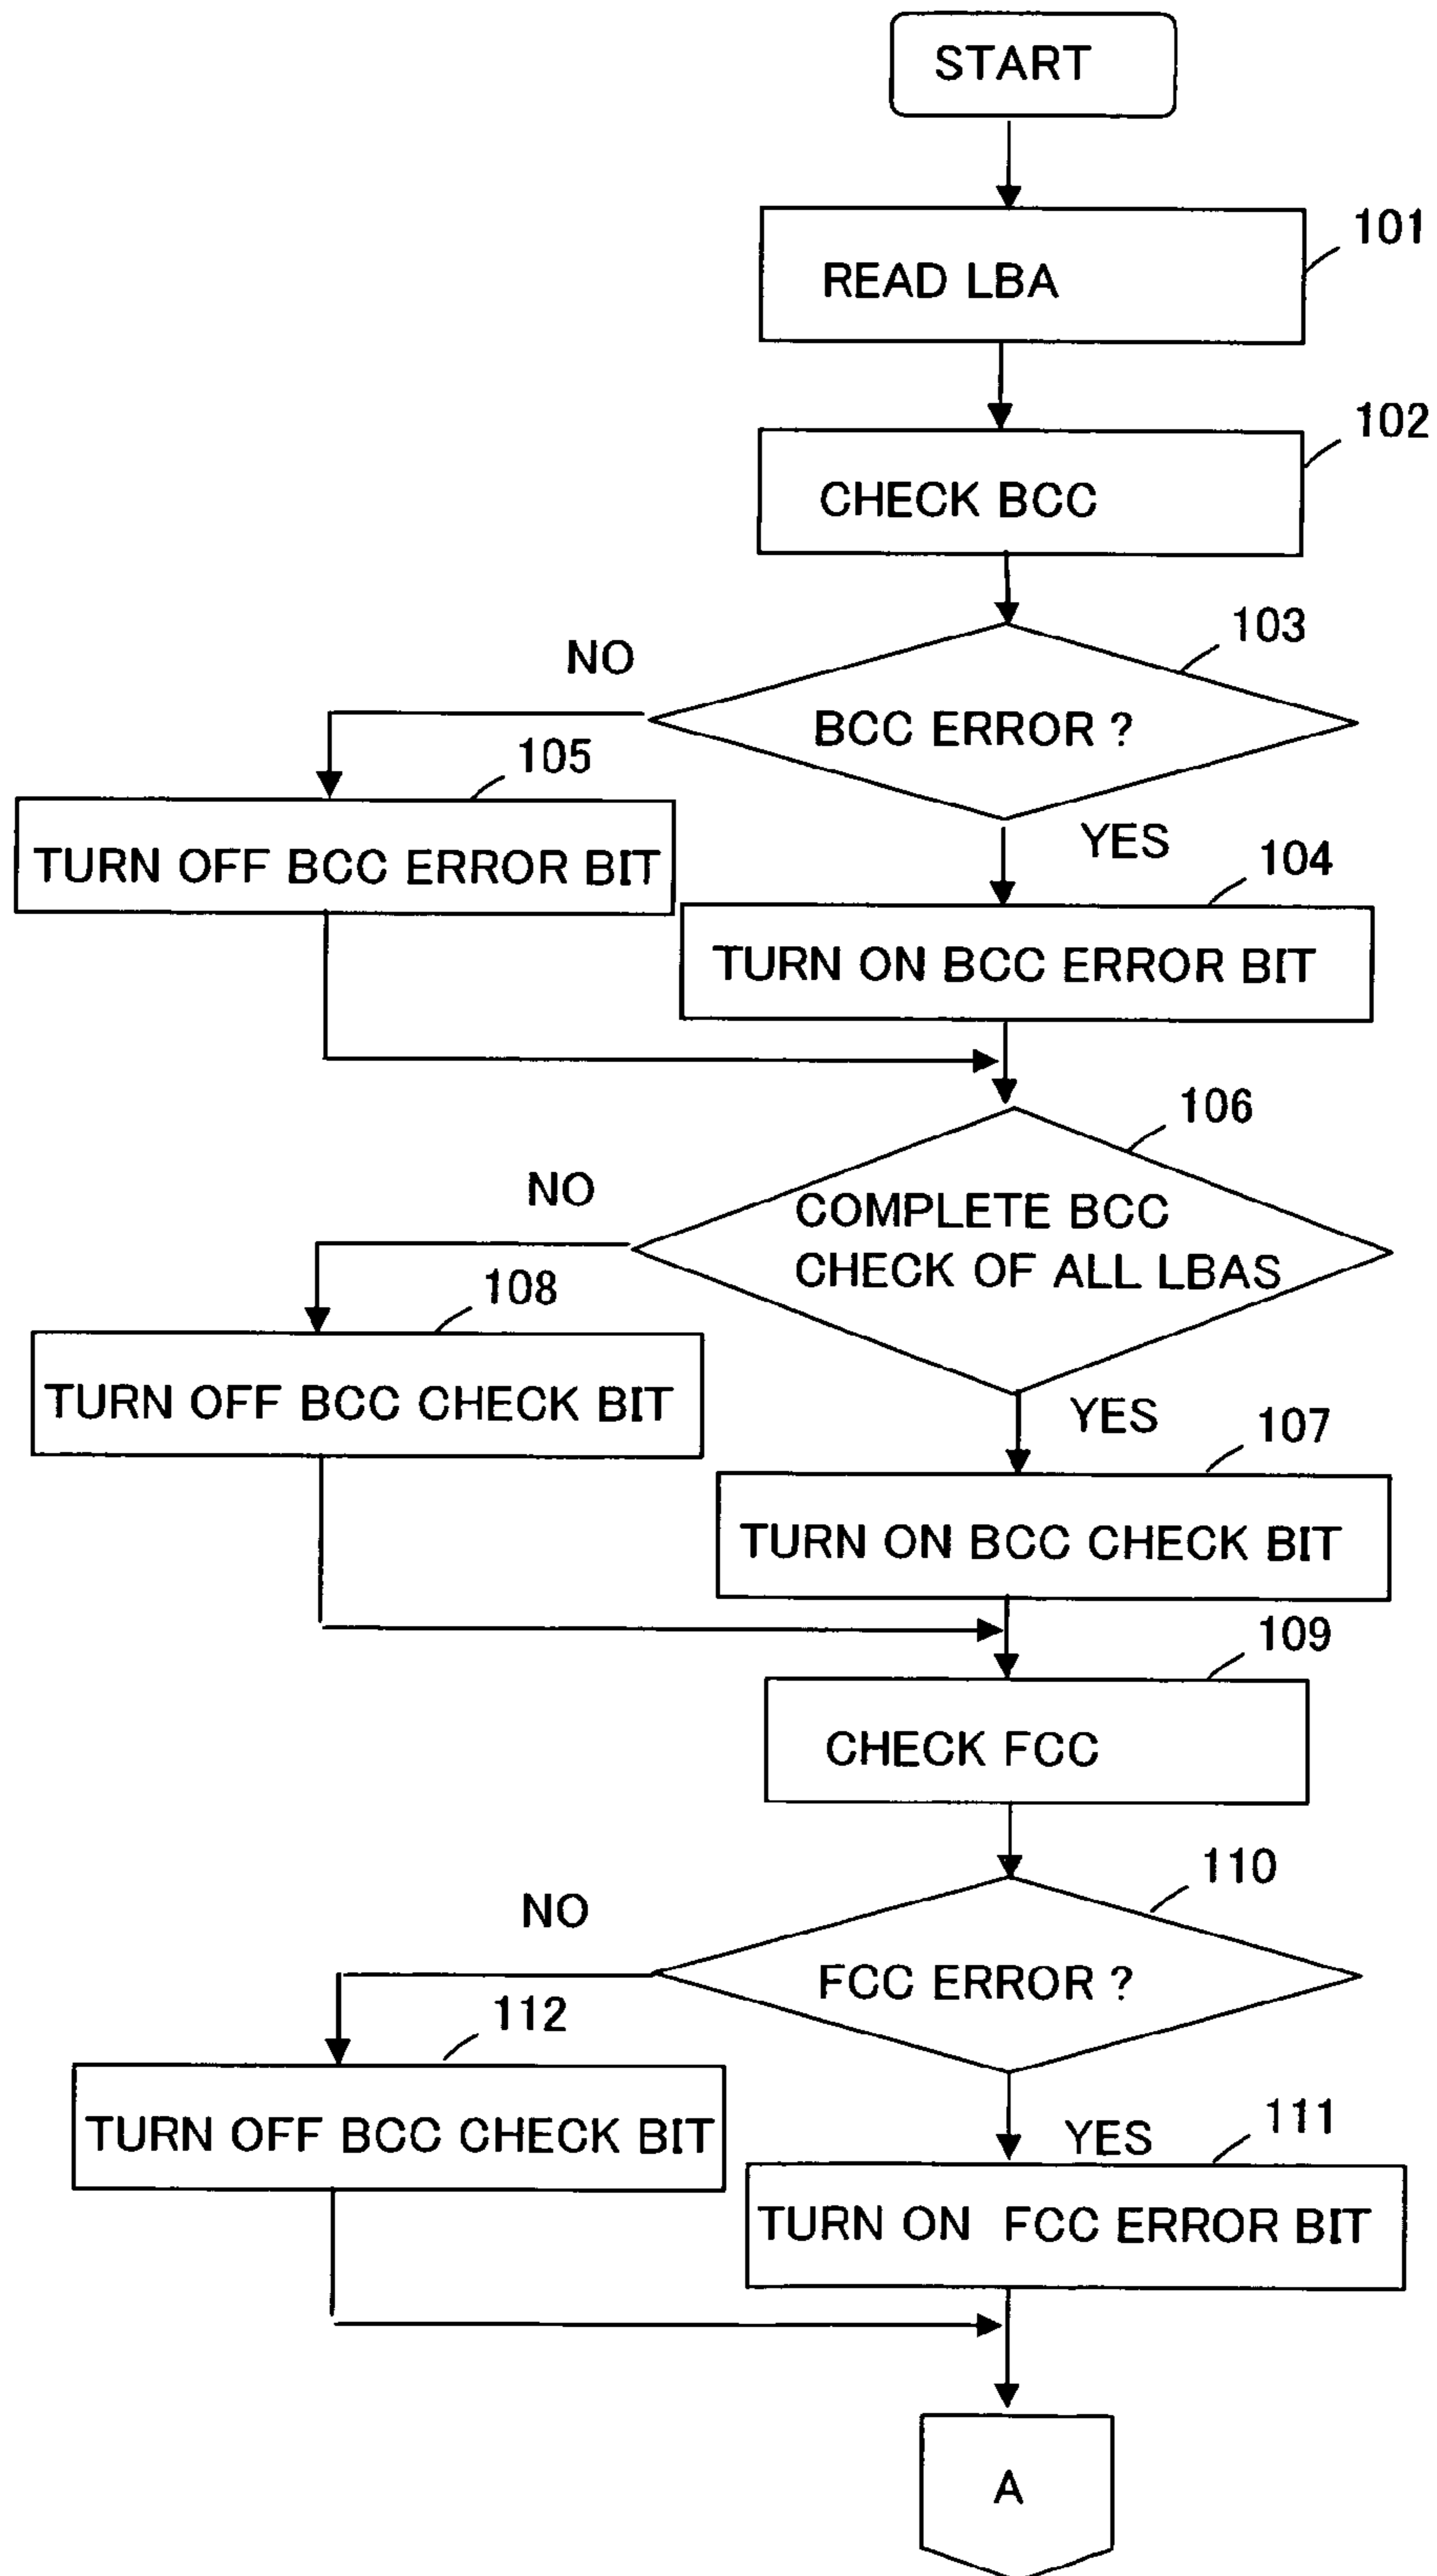 START
101
READ LBA
102
CHECK BCC
103
NO
BCC ERROR ?
105
YES
104
TURN OFF BCC ERROR BIT
TURN ON BCC ERROR BIT
106
NO
COMPLETE BCC
CHECK OF ALL LBAS
108
TURN OFF BCC CHECK BIT
YES
107
TURN ON BCC CHECK BIT
109
CHECK FCC
110
NO
FCC ERROR ?
112
TURN OFF BCC CHECK BIT
YES
111
TURN ON FCC ERROR BIT
A